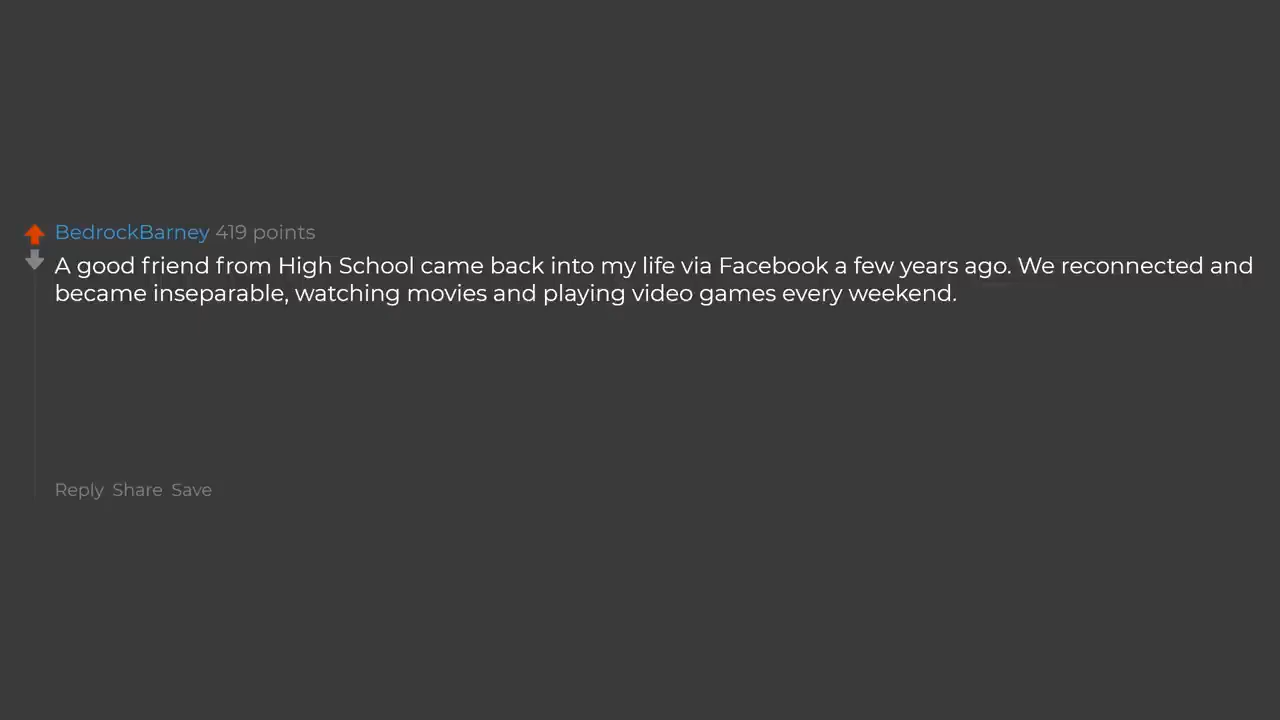 BedrockBarney 419 points
A good friend from High School came back into my life via Facebook a few years ago. We reconnected and
became inseparable, watching movies and playing video games every weekend.
Reply Share Save